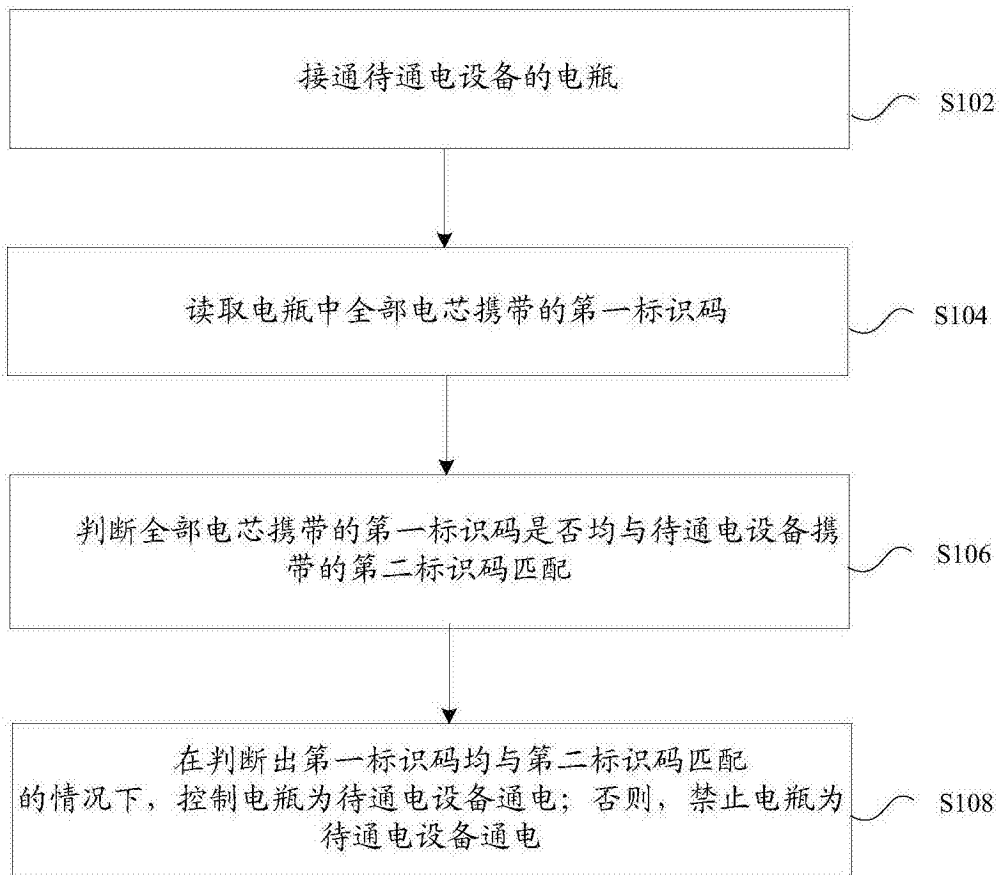 接通待通电设备的电瓶
S102
读取电瓶中全部电芯携带的第一标识码
S104
判断全部电芯携带的第一标识码是否均与待通电设备携
带的第二标识码匹配
S106
在判断出第一标识码均与第二标识码匹配
的情况下，控制电瓶为待通电设备通电；否则，禁止电瓶为
待通电设备通电
S108